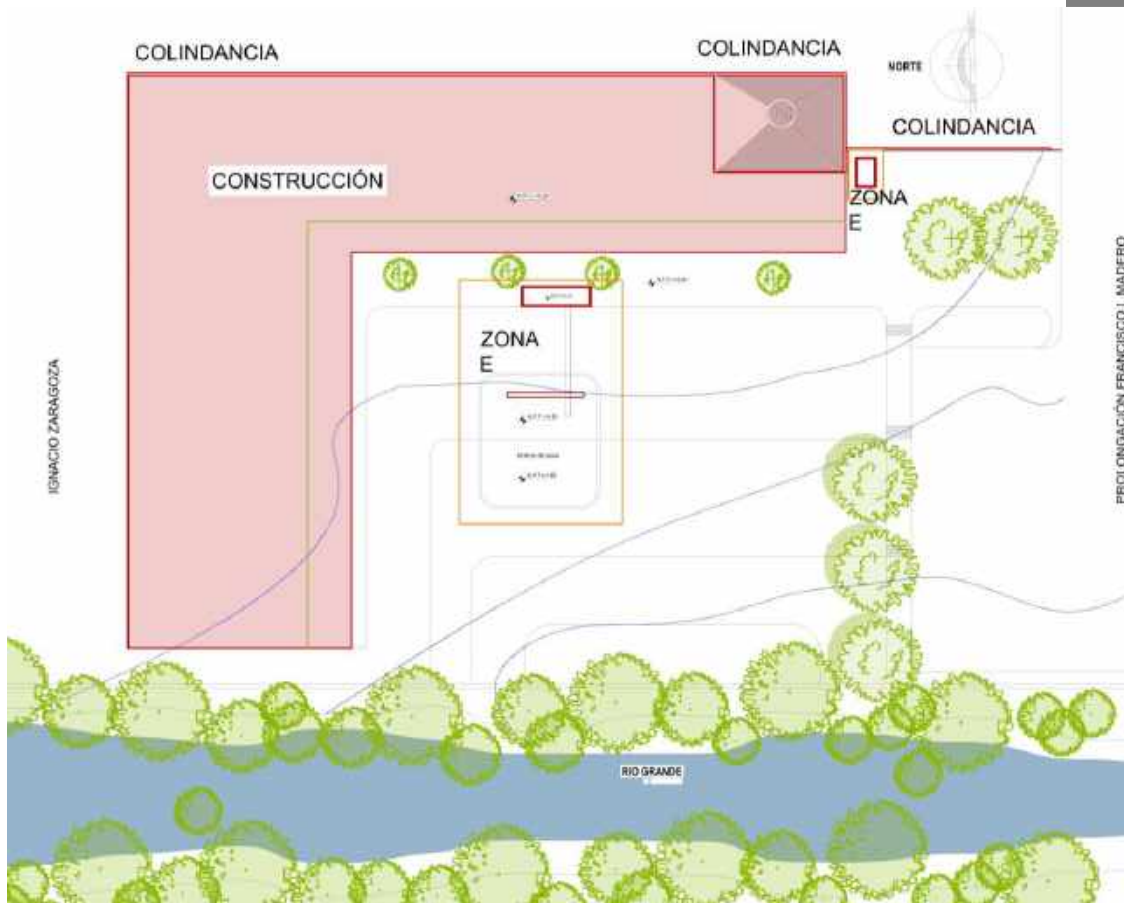 COLINDANCIA
COLINDANCIA
NORTE
COLINDANCIA
CONSTRUCCIÓN
ZONA
E
ZONA
E
IGNACIO ZARAGOZA
PROLONGACIÓN FRANCISCO I. MADERO
RIO GRANDE